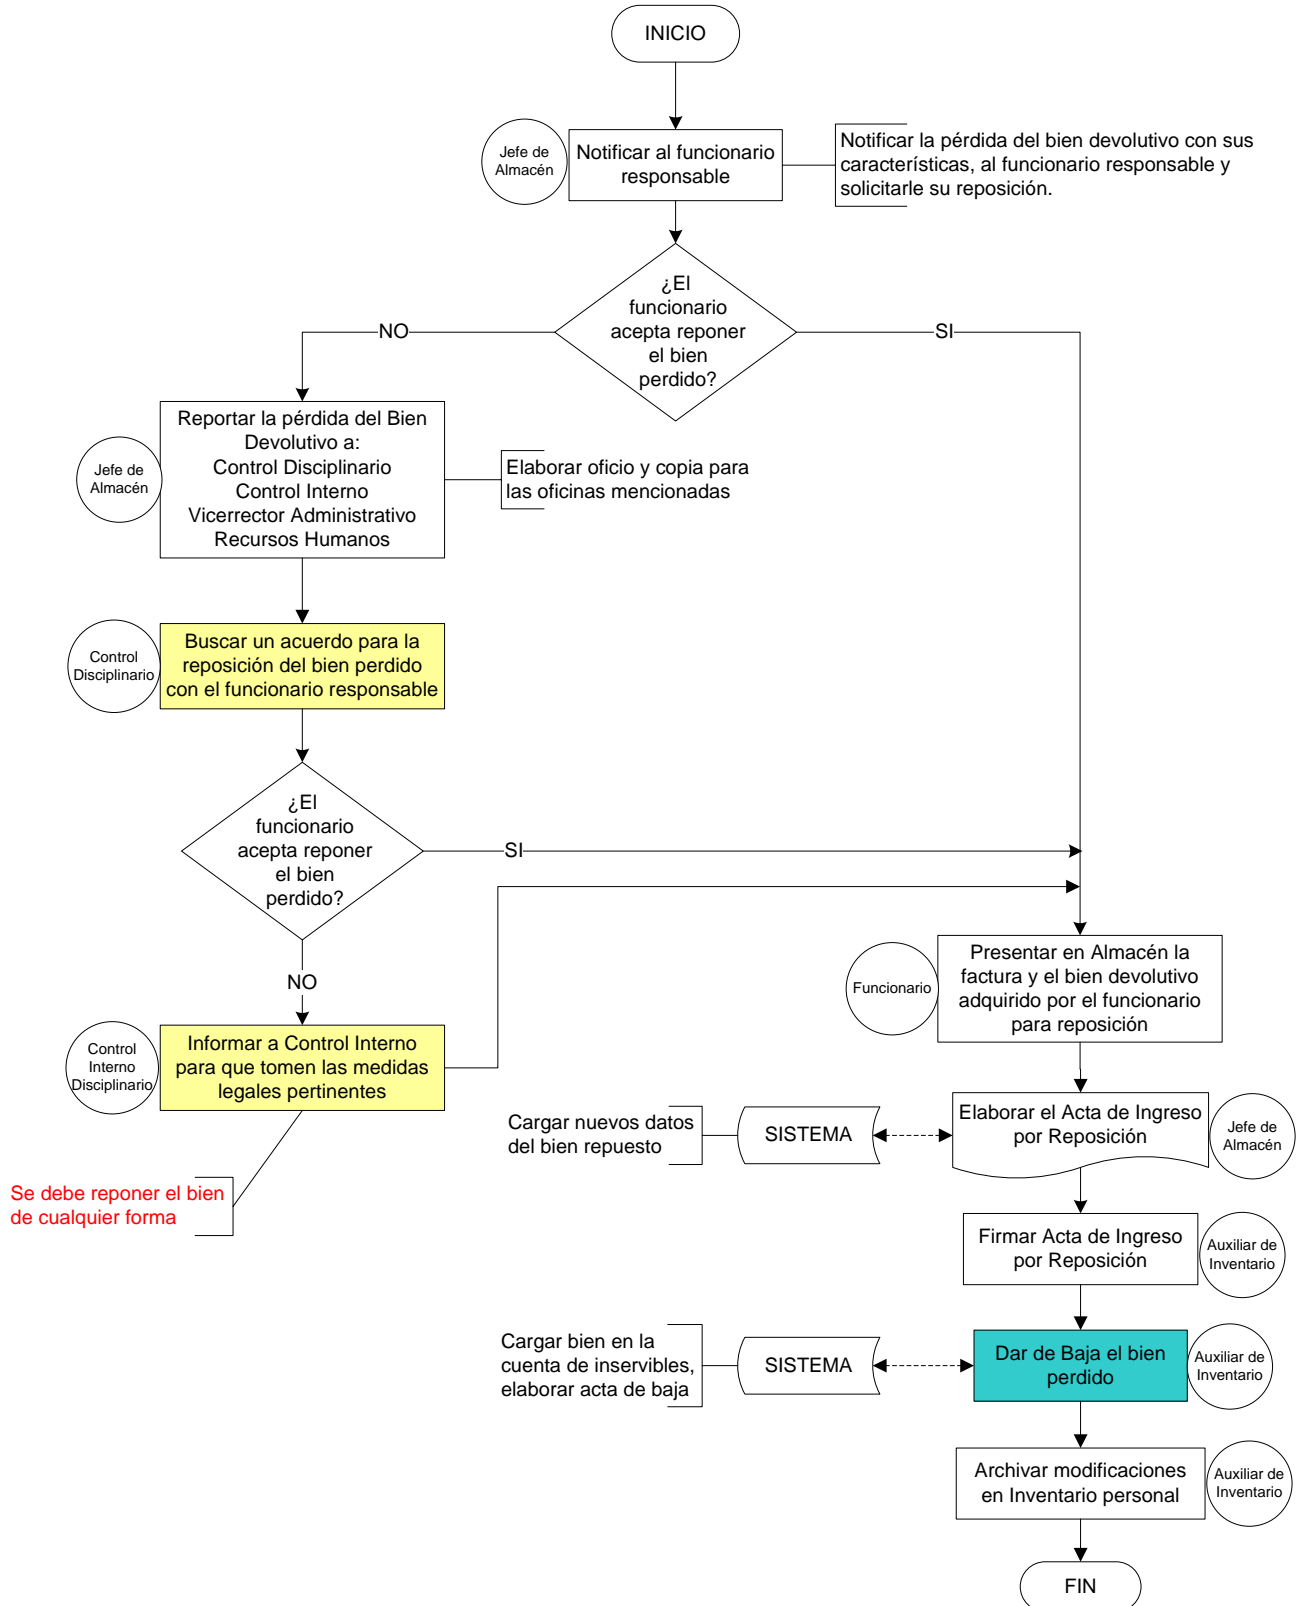 INICIO
Jefe de
Almacén
Notificar al funcionario
responsable
Notificar la pérdida del bien devolutivo con sus
características, al funcionario responsable y
solicitarle su reposición.
¿El
funcionario
acepta reponer
el bien
perdido?
NO
SI
Jefe de
Almacén
Reportar la pérdida del Bien
Devolutivo a:
Control Disciplinario
Control Interno
Vicerrector Administrativo
Recursos Humanos
Elaborar oficio y copia para
las oficinas mencionadas
Control
Disciplinario
Buscar un acuerdo para la
reposición del bien perdido
con el funcionario responsable
¿El
funcionario
acepta reponer
el bien
perdido?
SI
NO
Control
Interno
Disciplinario
Informar a Control Interno
para que tomen las medidas
legales pertinentes
Se debe reponer el bien
de cualquier forma
Funcionario
Presentar en Almacén la
factura y el bien devolutivo
adquirido por el funcionario
para reposición
Cargar nuevos datos
del bien repuesto
SISTEMA
Elaborar el Acta de Ingreso
por Reposición
Jefe de
Almacén
Firmar Acta de Ingreso
por Reposición
Auxiliar de
Inventario
Cargar bien en la
cuenta de inservibles,
elaborar acta de baja
SISTEMA
Dar de Baja el bien
perdido
Auxiliar de
Inventario
Archivar modificaciones
en Inventario personal
Auxiliar de
Inventario
FIN